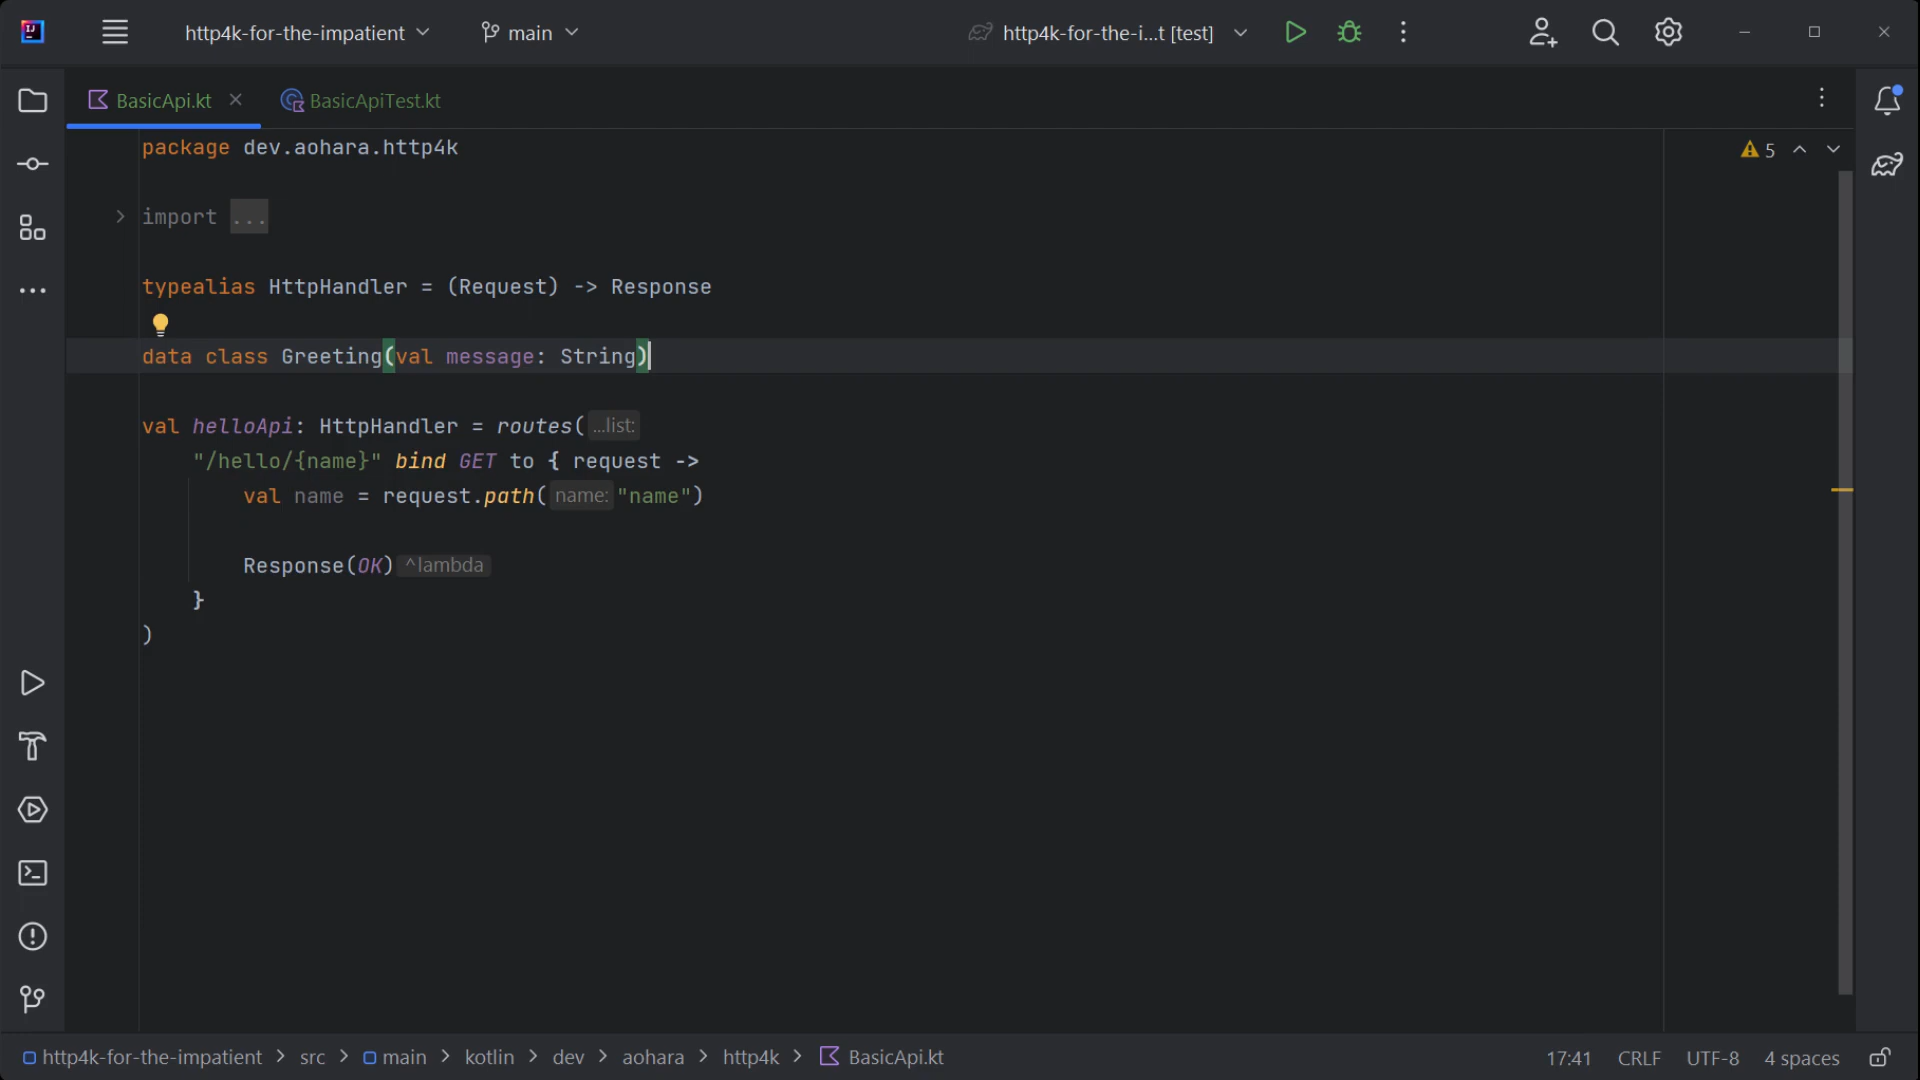 IJ
http4k-for-the-impatient
main
http4k-for-the-i...t [test]
BasicApi.kt
BasicApiTest.kt
package dev.aohara.http4k
5
import ...
typealias HttpHandler = (Request) -> Response
data class Greeting(val message: String)
val helloApi: HttpHandler = routes( ...list:
"/hello/{name}" bind GET to { request ->
val name = request.path( name: "name")
Response(OK) ^lambda
}
)
http4k-for-the-impatient > src > main > kotlin > dev > aohara > http4k > BasicApi.kt
17:41 CRLF UTF-8 4 spaces